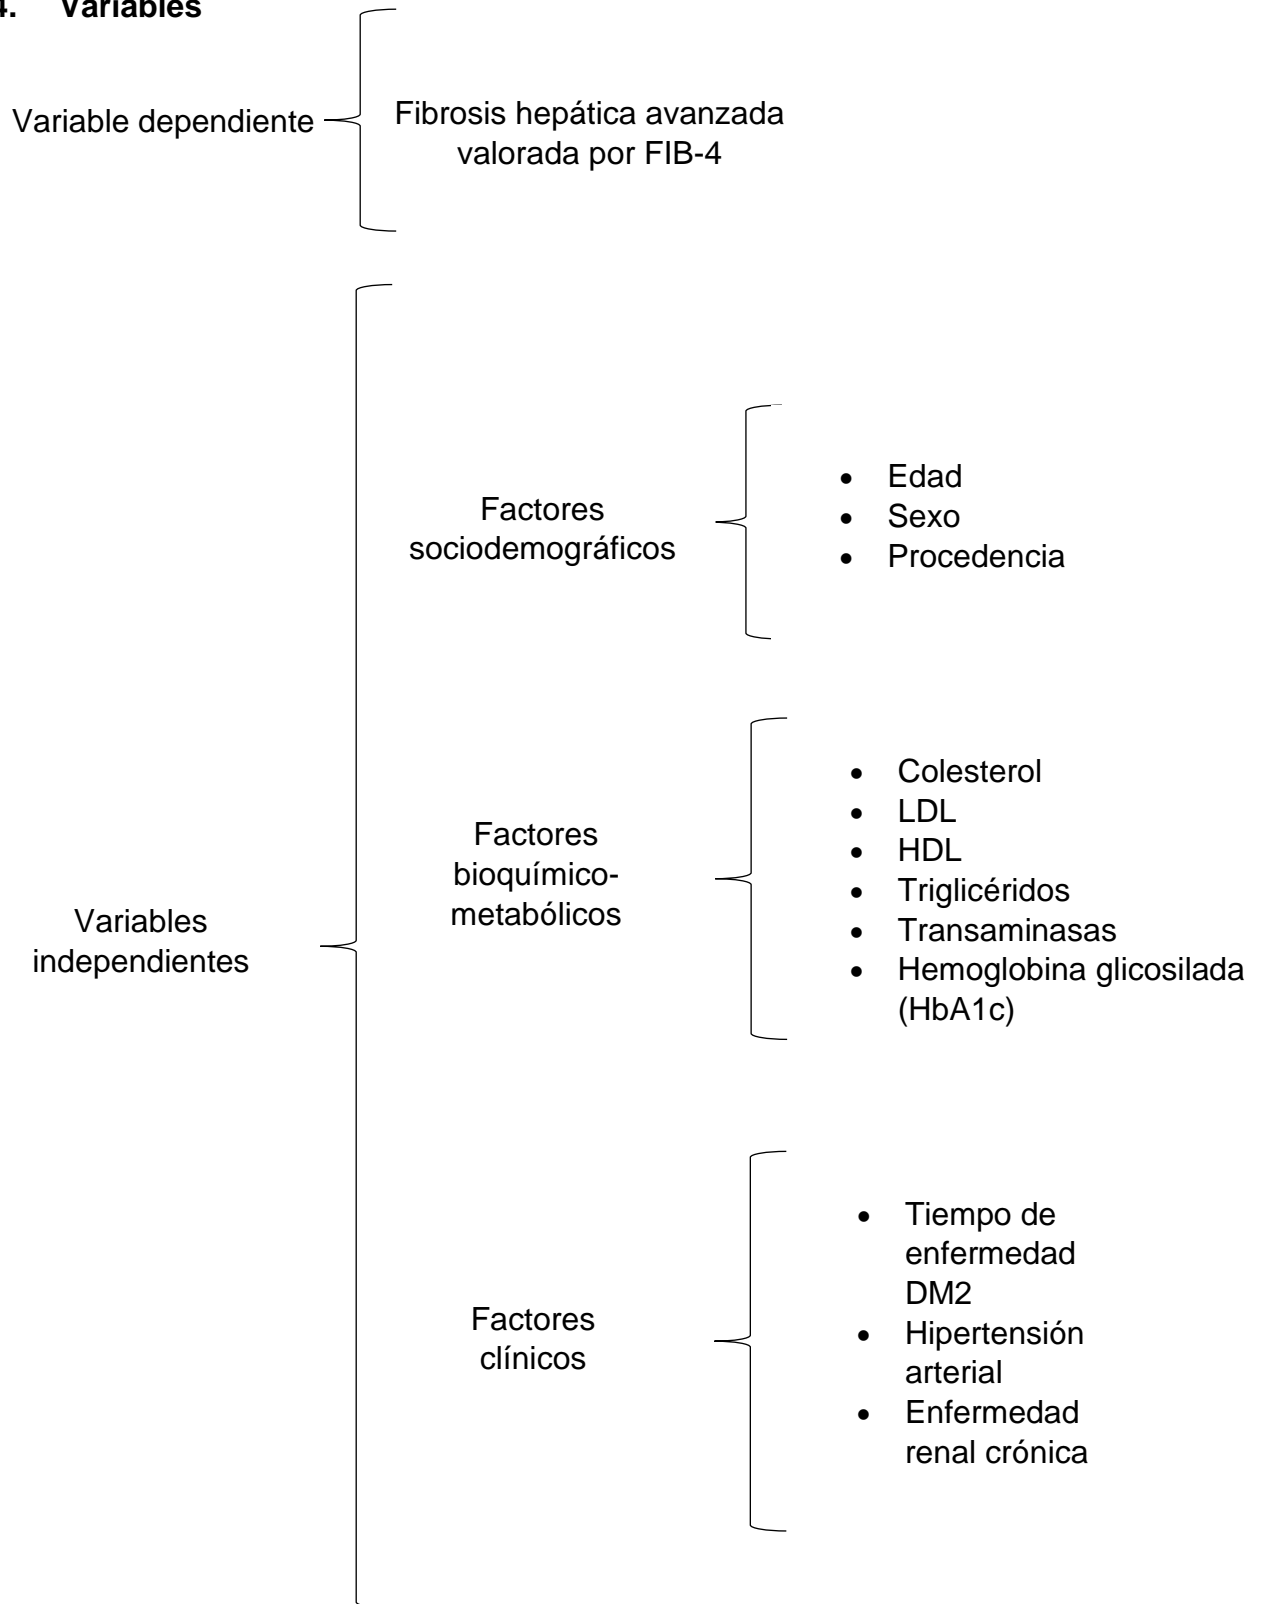 4. Variables
Variable dependiente
Fibrosis hepática avanzada
valorada por FIB-4
Variables
independientes
Factores
sociodemográficos
• Edad
• Sexo
• Procedencia
Factores
bioquímico-
metabólicos
• Colesterol
• LDL
• HDL
• Triglicéridos
• Transaminasas
• Hemoglobina glicosilada
(HbA1c)
Factores
clínicos
• Tiempo de
enfermedad
DM2
• Hipertensión
arterial
• Enfermedad
renal crónica